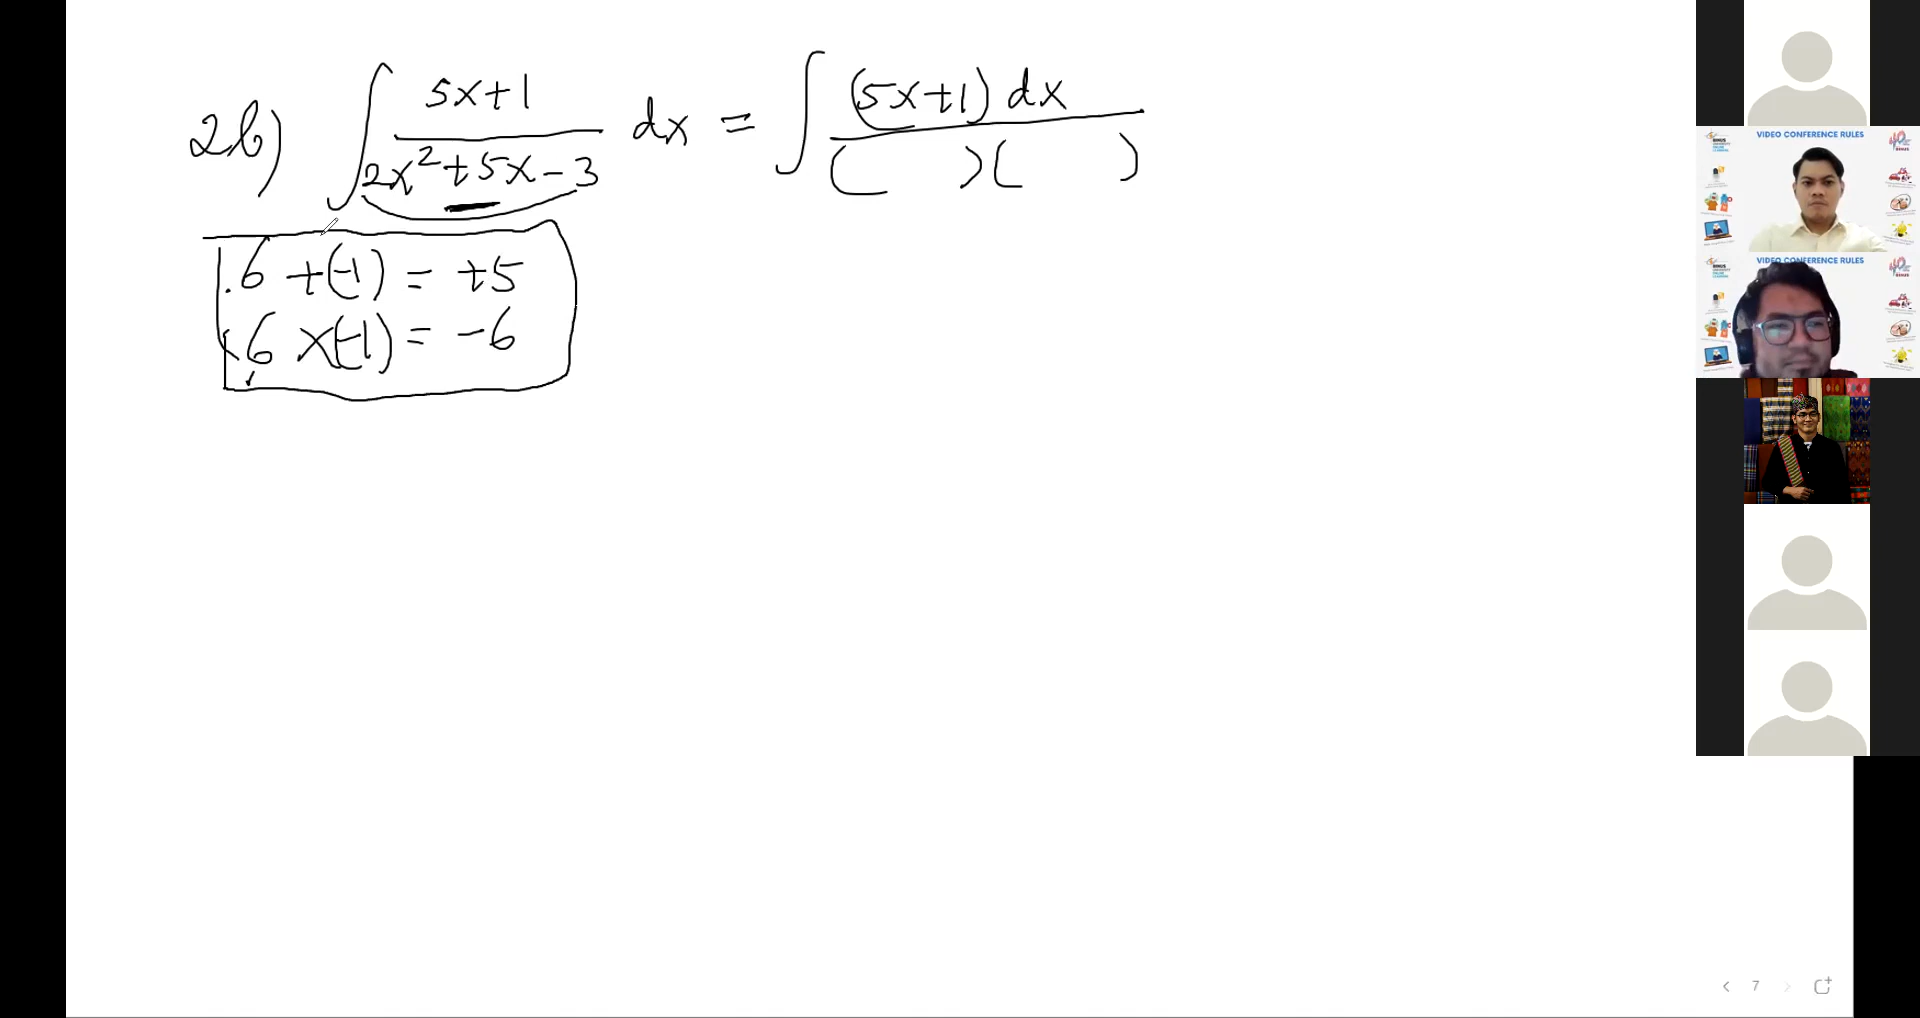 2b) ∫ 5x+1 / 2x² + 5x - 3 dx = ∫ (5x+1) dx / ( )( )
6 + (-1) = +5
6 x (-1) = -6
VIDEO CONFERENCE RULES
VIDEO CONFERENCE RULES
7